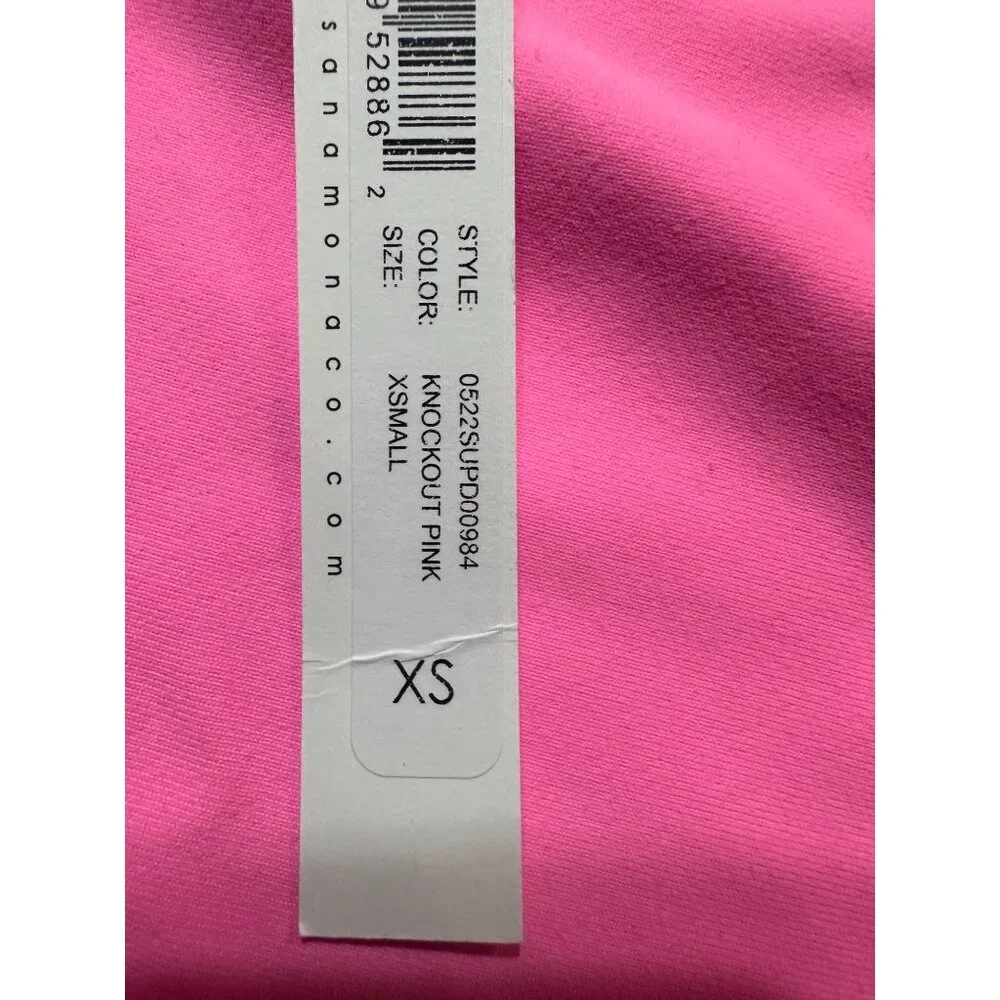 sanamonaco.com
9 52886 2
STYLE: 0522SUPD00984
COLOR: KNOCKOUT PINK
SIZE: XSMALL
XS